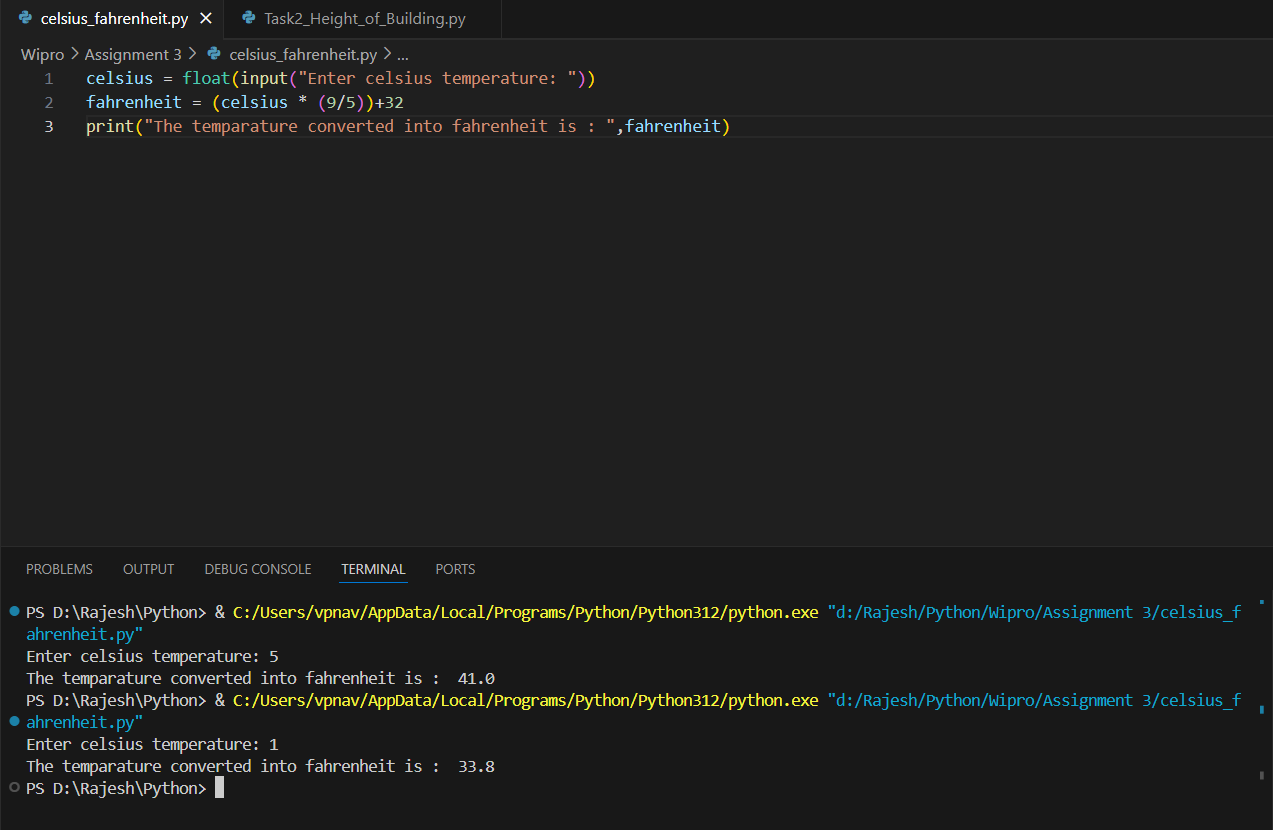 celsius_fahrenheit.py Task2_Height_of_Building.py
Wipro > Assignment 3 > celsius_fahrenheit.py > ...
1 celsius = float(input("Enter celsius temperature: "))
2 fahrenheit = (celsius * (9/5))+32
3 print("The temparature converted into fahrenheit is : ",fahrenheit)
PROBLEMS OUTPUT DEBUG CONSOLE TERMINAL PORTS
PS D:\Rajesh\Python> & C:/Users/vpnav/AppData/Local/Programs/Python/Python312/python.exe "d:/Rajesh/Python/Wipro/Assignment 3/celsius_f
ahrenheit.py"
Enter celsius temperature: 5
The temparature converted into fahrenheit is :  41.0
PS D:\Rajesh\Python> & C:/Users/vpnav/AppData/Local/Programs/Python/Python312/python.exe "d:/Rajesh/Python/Wipro/Assignment 3/celsius_f
ahrenheit.py"
Enter celsius temperature: 1
The temparature converted into fahrenheit is :  33.8
PS D:\Rajesh\Python>